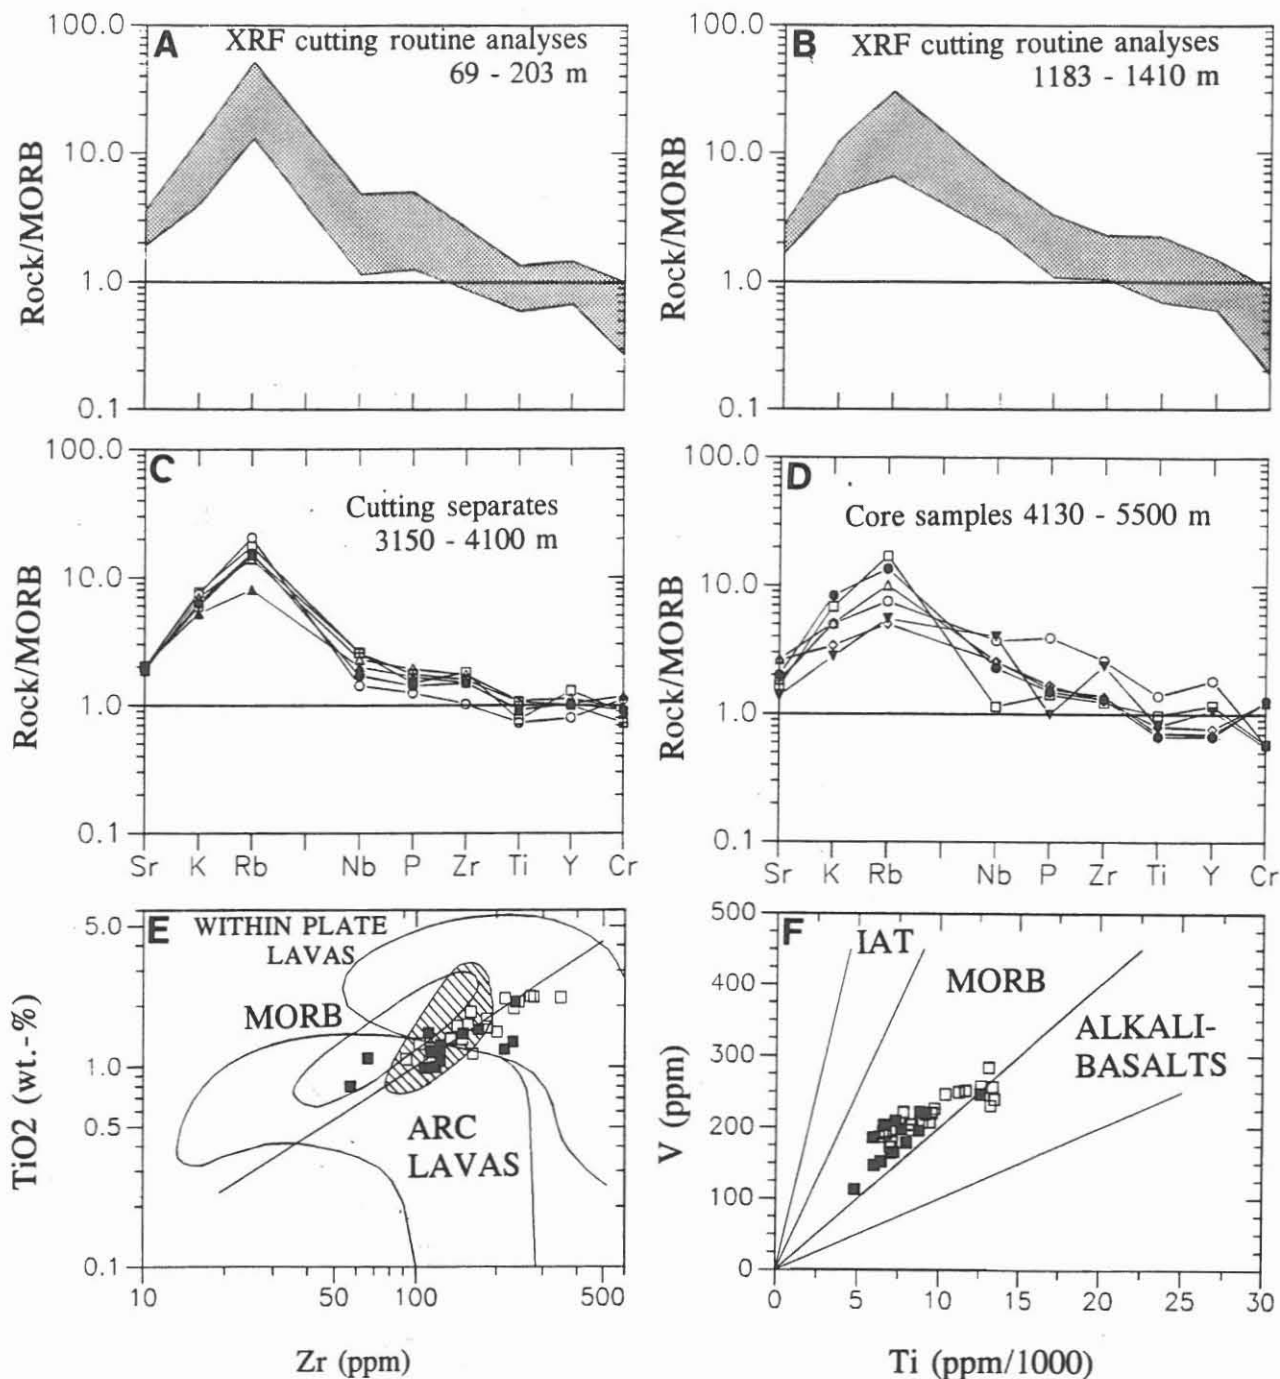 A
XRF cutting routine analyses
69 - 203 m
100.0
10.0
1.0
0.1
Rock/MORB
B
XRF cutting routine analyses
1183 - 1410 m
100.0
10.0
1.0
0.1
Rock/MORB
C
Cutting separates
3150 - 4100 m
100.0
10.0
1.0
0.1
Rock/MORB
Sr K Rb Nb P Zr Ti Y Cr
D
Core samples 4130 - 5500 m
100.0
10.0
1.0
0.1
Rock/MORB
Sr K Rb Nb P Zr Ti Y Cr
E
WITHIN PLATE
LAVAS
MORB
ARC
LAVAS
5.0
1.0
0.5
0.1
TiO2 (wt.-%)
10 50 100 500
Zr (ppm)
F
IAT
MORB
ALKALI-
BASALTS
500
400
300
200
100
0
V (ppm)
0 5 10 15 20 25 30
Ti (ppm/1000)